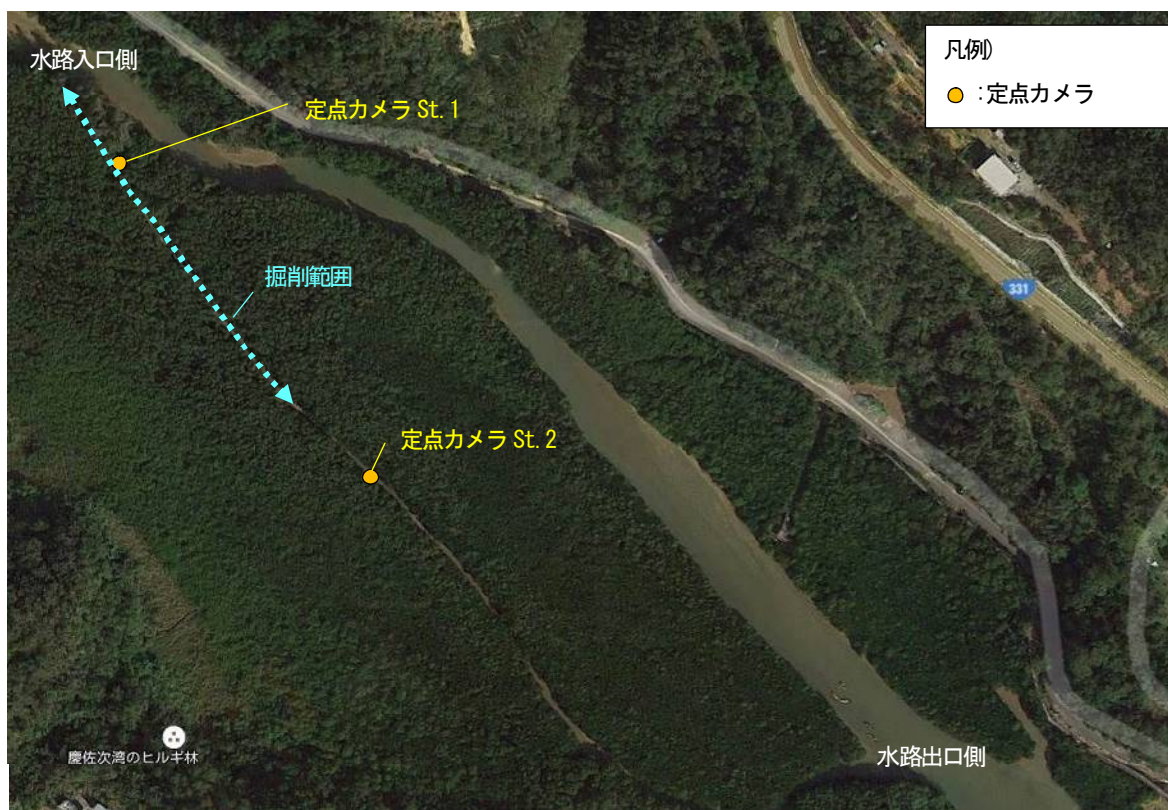 水路入口側
定点カメラ St. 1
凡例)
:定点カメラ
掘削範囲
331
定点カメラ St. 2
慶佐次湾のヒルギ林
水路出口側